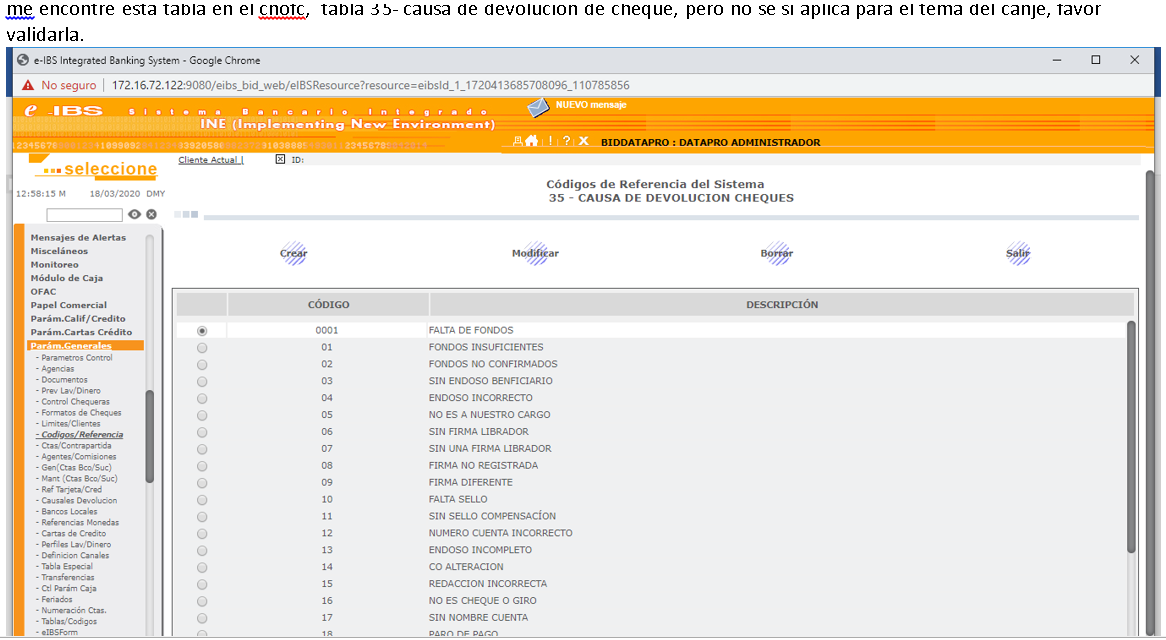 me encontre esta tabla en el cnofc, tabla 35- causa de devolucion de cheque, pero no se si aplica para el tema del canje, favor
validarla.
e-IBS Integrated Banking System - Google Chrome
No seguro | 172.16.72.122:9080/eibs_bid_web/eIBSResource?resource=eibsId_1_1720413685708096_110785856
e-IBS Sistema Bancario Integrado
NUEVO mensaje
INE (Implementing New Environment)
BIDDATAPRO : DATAPRO ADMINISTRADOR
...seleccione
Cliente Actual [ ID:
12:58:15 M 18/03/2020 DMY
Códigos de Referencia del Sistema
35 - CAUSA DE DEVOLUCION CHEQUES
Mensajes de Alertas
Misceláneos
Monitoreo
Módulo de Caja
OFAC
Papel Comercial
Parám.Calif/Credito
Parám.Cartas Crédito
Parám.Generales
- Parametros Control
- Agencias
- Documentos
- Prev Lav/Dinero
- Control Chequeras
- Formatos de Cheques
- Limites/Clientes
- Codigos/Referencia
- Ctas/Contrapartida
- Agentes/Comisiones
- Gen(Ctas Bco/Suc)
- Mant (Ctas Bco/Suc)
- Ref Tarjeta/Cred
- Causales Devolucion
- Bancos Locales
- Referencias Monedas
- Cartas de Credito
- Perfiles Lav/Dinero
- Definicion Canales
- Tabla Especial
- Transferencias
- Ctl Parám Caja
- Feriados
- Numeración Ctas.
- Tablas/Codigos
- eIBSForm
Crear Modificar Borrar Salir
CÓDIGO DESCRIPCIÓN
0001 FALTA DE FONDOS
01 FONDOS INSUFICIENTES
02 FONDOS NO CONFIRMADOS
03 SIN ENDOSO BENFICIARIO
04 ENDOSO INCORRECTO
05 NO ES A NUESTRO CARGO
06 SIN FIRMA LIBRADOR
07 SIN UNA FIRMA LIBRADOR
08 FIRMA NO REGISTRADA
09 FIRMA DIFERENTE
10 FALTA SELLO
11 SIN SELLO COMPENSACÍON
12 NUMERO CUENTA INCORRECTO
13 ENDOSO INCOMPLETO
14 CO ALTERACION
15 REDACCION INCORRECTA
16 NO ES CHEQUE O GIRO
17 SIN NOMBRE CUENTA
18 PARO DE PAGO